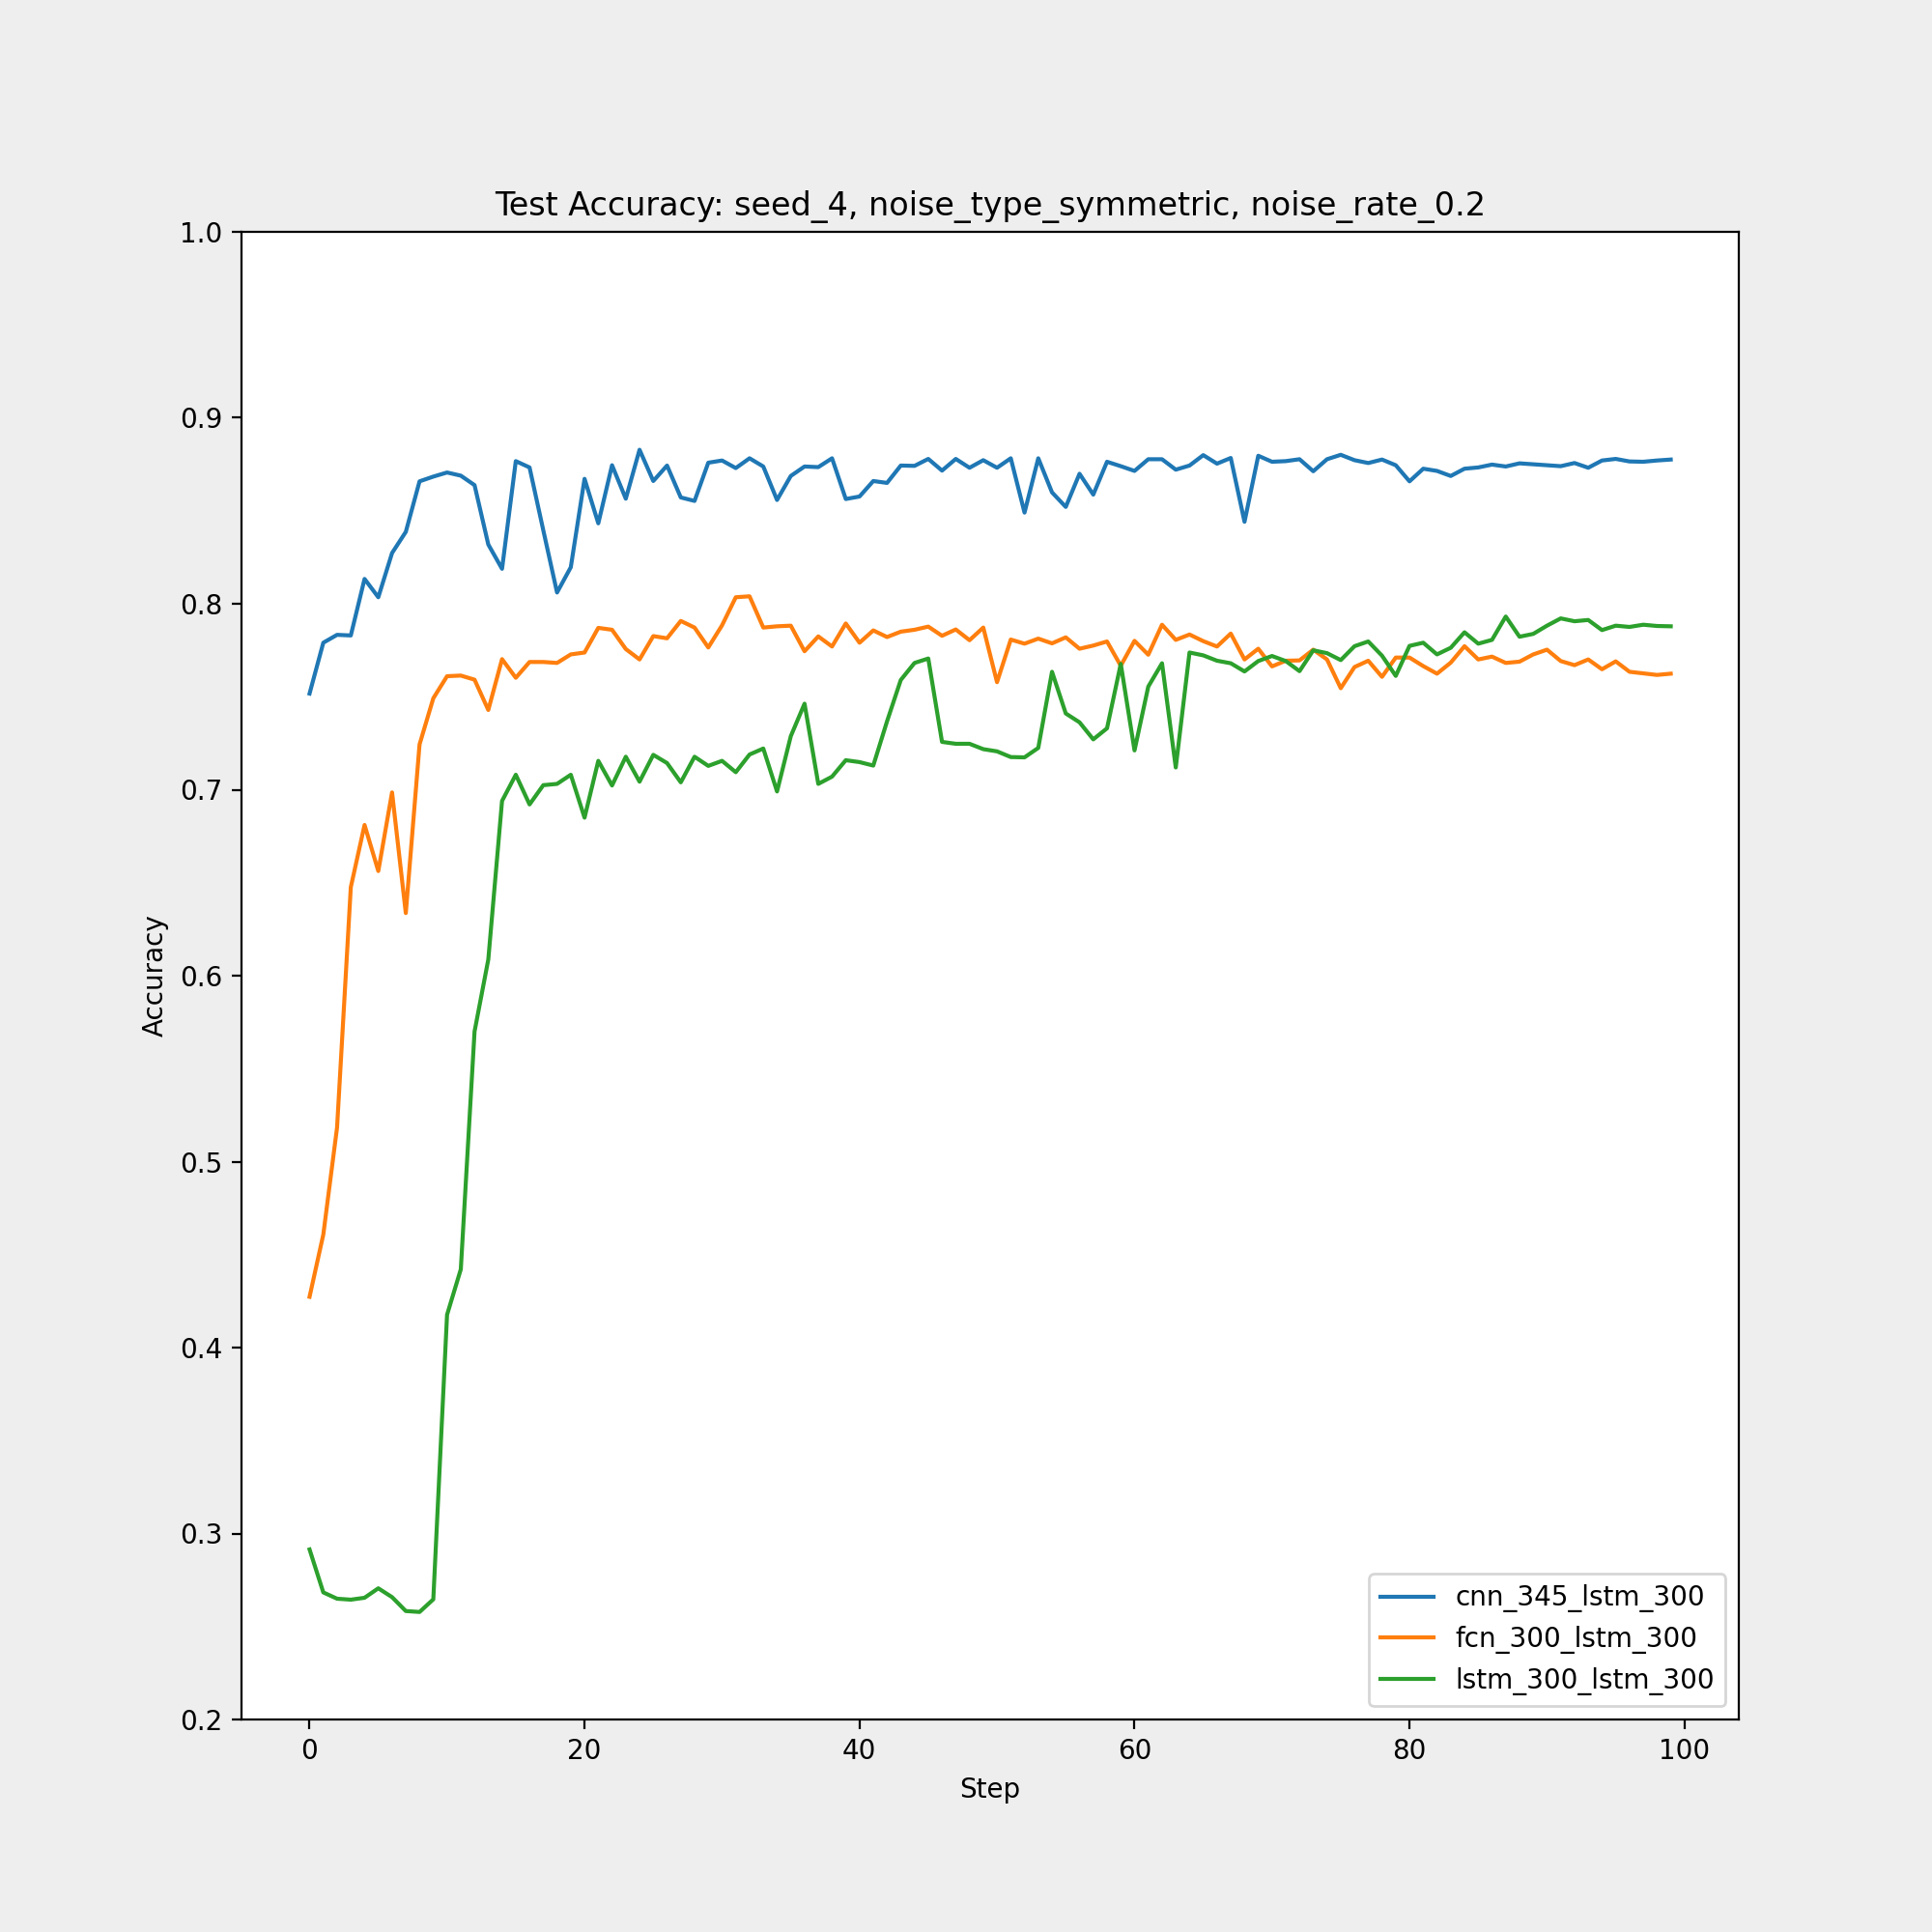 Test Accuracy: seed_4, noise_type_symmetric, noise_rate_0.2
1.0
0.9
0.8
0.7
0.6
0.5
0.4
0.3
0.2
Accuracy
0 20 40 60 80 100
Step
cnn_345_lstm_300
fcn_300_lstm_300
lstm_300_lstm_300